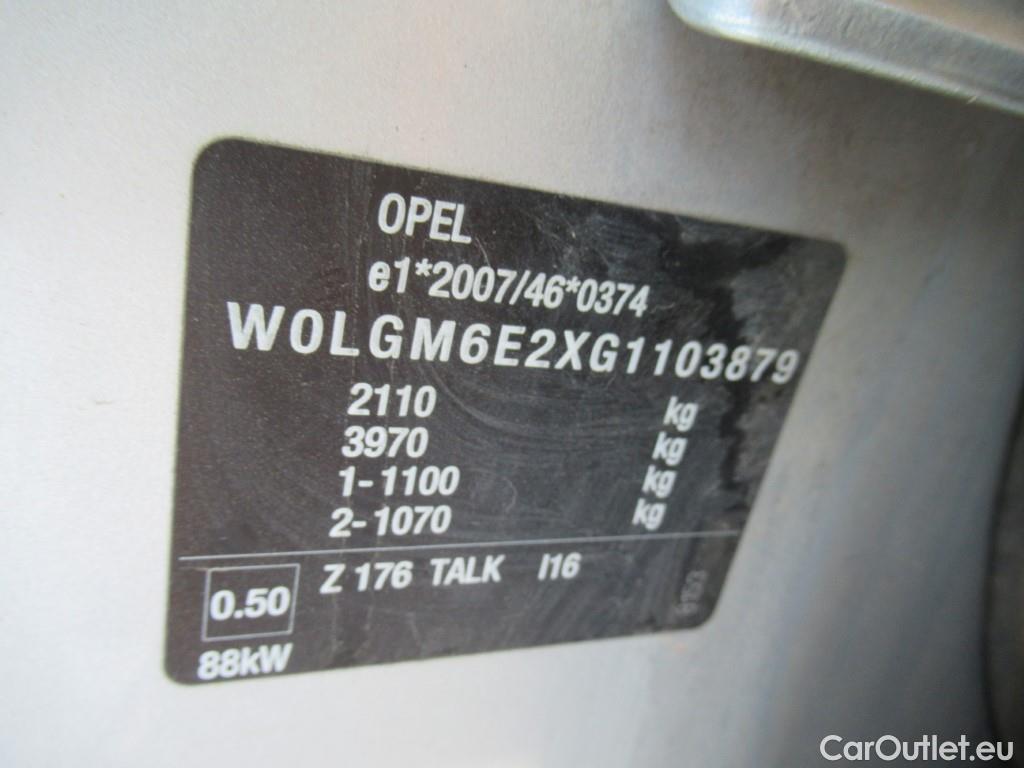 OPEL
e1*2007/46*0374
W0LGM6E2XG1103879
2110 kg
3970 kg
1-1100 kg
2-1070 kg
Z 176 TALK I16
0.50
88kW
CarOutlet.eu